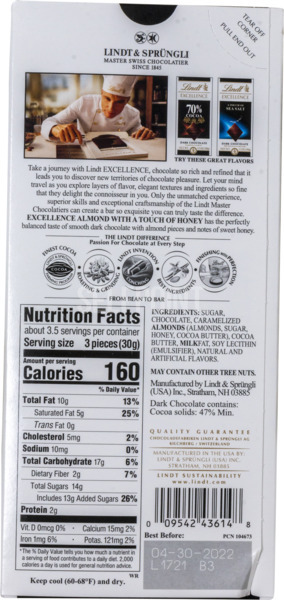 TEAR OFF
CORNER
PULL END OUT
LINDT & SPRÜNGLI
MASTER SWISS CHOCOLATIER
SINCE 1845
Lindt
EXCELLENCE
70%
COCOA
DARK CHOCOLATE
Lindt
EXCELLENCE
SEA SALT
DARK CHOCOLATE
TRY THESE GREAT FLAVORS
Take a journey with Lindt EXCELLENCE, chocolate so rich and refined that it
leads you to discover new territories of chocolate pleasure. Let your mind
travel as you explore layers of flavor, elegant textures and ingredients so fine
that they delight the connoisseur in you. Only the unmatched experience,
superior skills and exceptional craftsmanship of the Lindt Master
Chocolatiers can create a bar so exquisite you can truly taste the difference.
EXCELLENCE ALMOND WITH A TOUCH OF HONEY has the perfectly
balanced taste of smooth dark chocolate with almond pieces and notes of sweet honey.
THE LINDT DIFFERENCE
Passion For Chocolate at Every Step
FINEST COCOA
COCOA
ROASTING & GRINDING
LINDT INVENTION
INGREDIENTS
FINISHING TO PERFECTION
FROM BEAN TO BAR
Nutrition Facts
about 3.5 servings per container
Serving size 3 pieces (30g)
Amount per serving
Calories 160
% Daily Value*
Total Fat 10g 13%
Saturated Fat 5g 25%
Trans Fat 0g
Cholesterol 5mg 2%
Sodium 10mg 0%
Total Carbohydrate 17g 6%
Dietary Fiber 2g 7%
Total Sugars 14g
Includes 13g Added Sugars 26%
Protein 2g
Vit. D 0mcg 0% • Calcium 15mg 2%
Iron 1mg 6% • Potas. 121mg 2%
*The % Daily Value tells you how much a nutrient in
a serving of food contributes to a daily diet. 2,000
calories a day is used for general nutrition advice.
WR
Keep cool (60-68°F) and dry.
INGREDIENTS: SUGAR,
CHOCOLATE, CARAMELIZED
ALMONDS (ALMONDS, SUGAR,
HONEY, COCOA BUTTER), COCOA
BUTTER, MILKFAT, SOY LECITHIN
(EMULSIFIER), NATURAL AND
ARTIFICIAL FLAVORS.
MAY CONTAIN OTHER TREE NUTS.
Manufactured by Lindt & Sprüngli
(USA) Inc., Stratham, NH 03885
Dark Chocolate contains:
Cocoa solids: 47% Min.
QUALITY GUARANTEE
CHOCOLADEFABRIKEN LINDT & SPRÜNGLI AG
KILCHBERG / SWITZERLAND
MANUFACTURED IN THE USA BY:
LINDT & SPRÜNGLI (USA) INC.
STRATHAM, NH 03885
LINDT SUSTAINABILITY
www.lindt.com
0 09542 43614 8
Best Before: PCN 104673
04-30-2022
L1721 B3